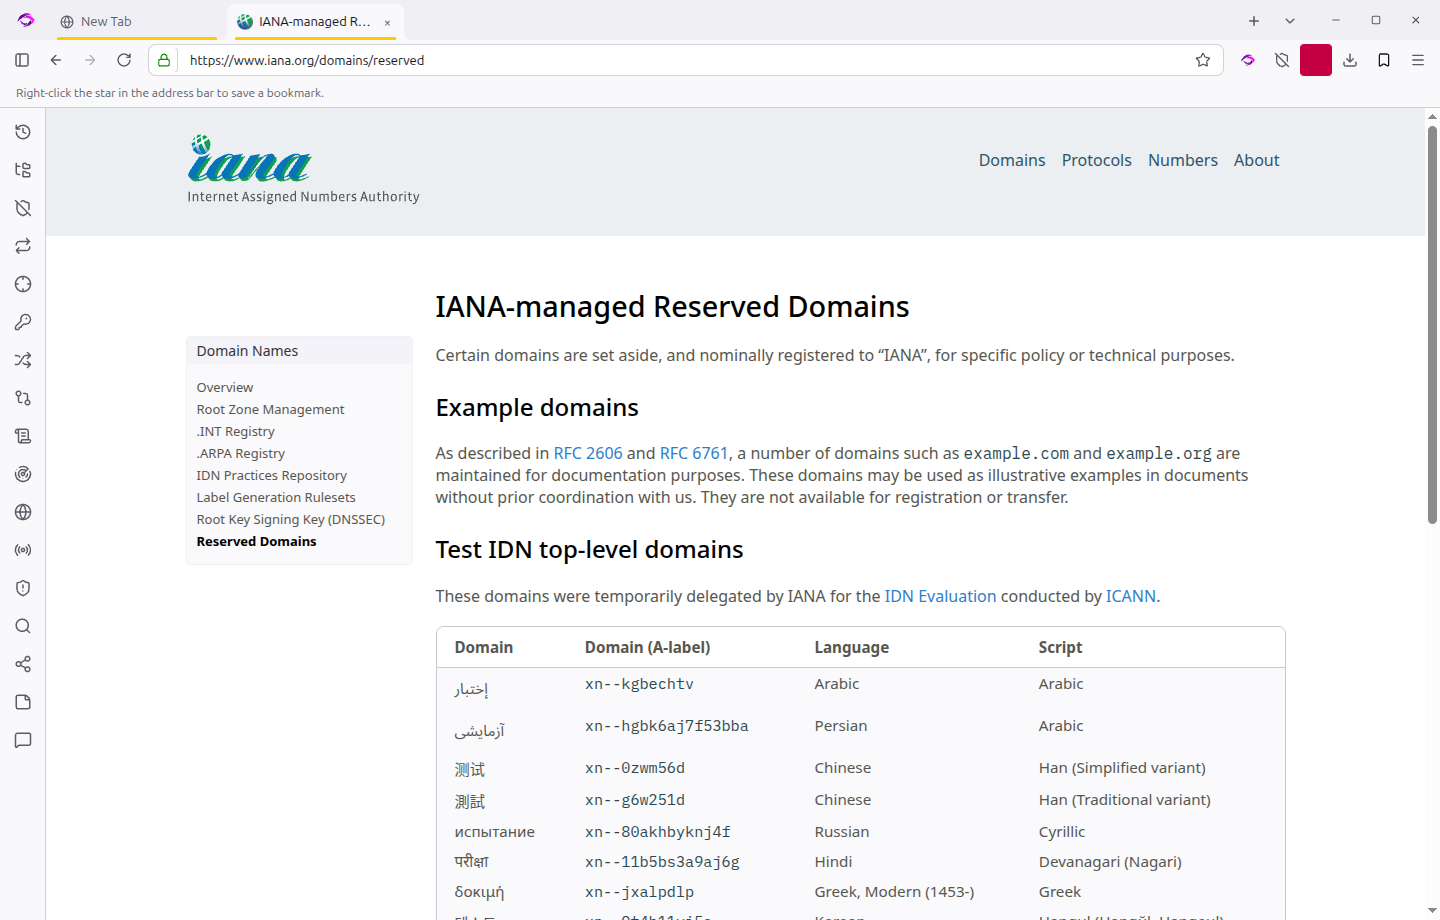 New Tab
IANA-managed R...
https://www.iana.org/domains/reserved
Right-click the star in the address bar to save a bookmark.
iana
Internet Assigned Numbers Authority
Domains Protocols Numbers About
IANA-managed Reserved Domains
Domain Names
Certain domains are set aside, and nominally registered to “IANA”, for specific policy or technical purposes.
Overview
Root Zone Management
.INT Registry
.ARPA Registry
IDN Practices Repository
Label Generation Rulesets
Root Key Signing Key (DNSSEC)
Reserved Domains
Example domains
As described in RFC 2606 and RFC 6761, a number of domains such as example.com and example.org are
maintained for documentation purposes. These domains may be used as illustrative examples in documents
without prior coordination with us. They are not available for registration or transfer.
Test IDN top-level domains
These domains were temporarily delegated by IANA for the IDN Evaluation conducted by ICANN.
Domain Domain (A-label) Language Script
إختبار xn--kgbechtv Arabic Arabic
آزمایشی xn--hgbk6aj7f53bba Persian Arabic
测试 xn--0zwm56d Chinese Han (Simplified variant)
測試 xn--g6w251d Chinese Han (Traditional variant)
испытание xn--80akhbyknj4f Russian Cyrillic
परीक्षा xn--11b5bs3a9aj6g Hindi Devanagari (Nagari)
δοκιμή xn--jxalpdlp Greek, Modern (1453-) Greek